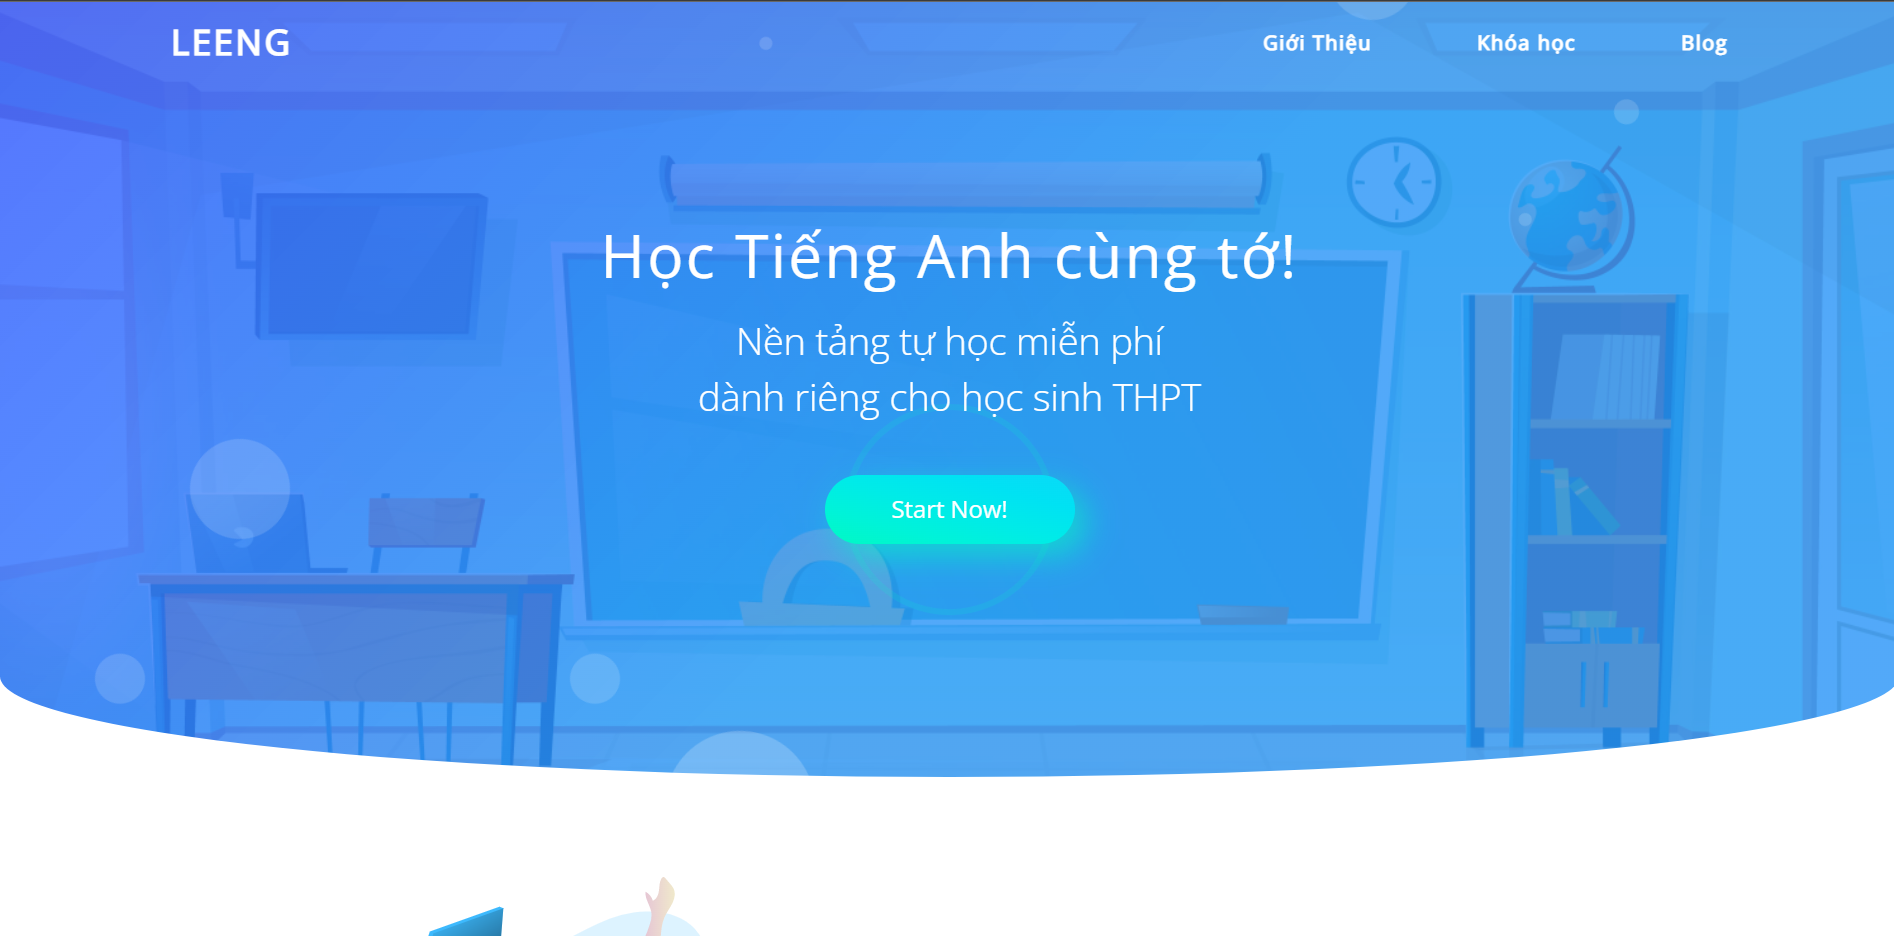 LEENG
Giới Thiệu
Khóa học
Blog
Học Tiếng Anh cùng tớ!
Nền tảng tự học miễn phí
dành riêng cho học sinh THPT
Start Now!